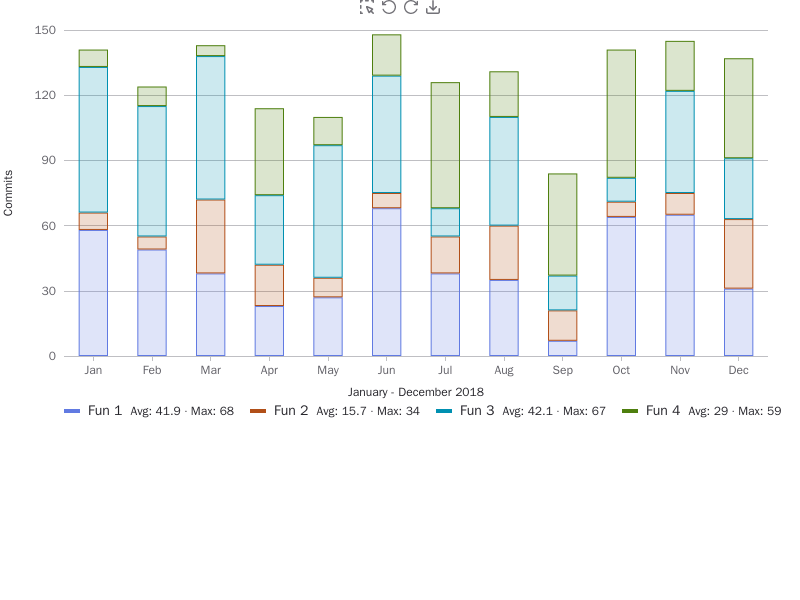 150
120
90
60
30
0
Commits
Jan Feb Mar Apr May Jun Jul Aug Sep Oct Nov Dec
January - December 2018
Fun 1 Avg: 41.9 · Max: 68 Fun 2 Avg: 15.7 · Max: 34 Fun 3 Avg: 42.1 · Max: 67 Fun 4 Avg: 29 · Max: 59